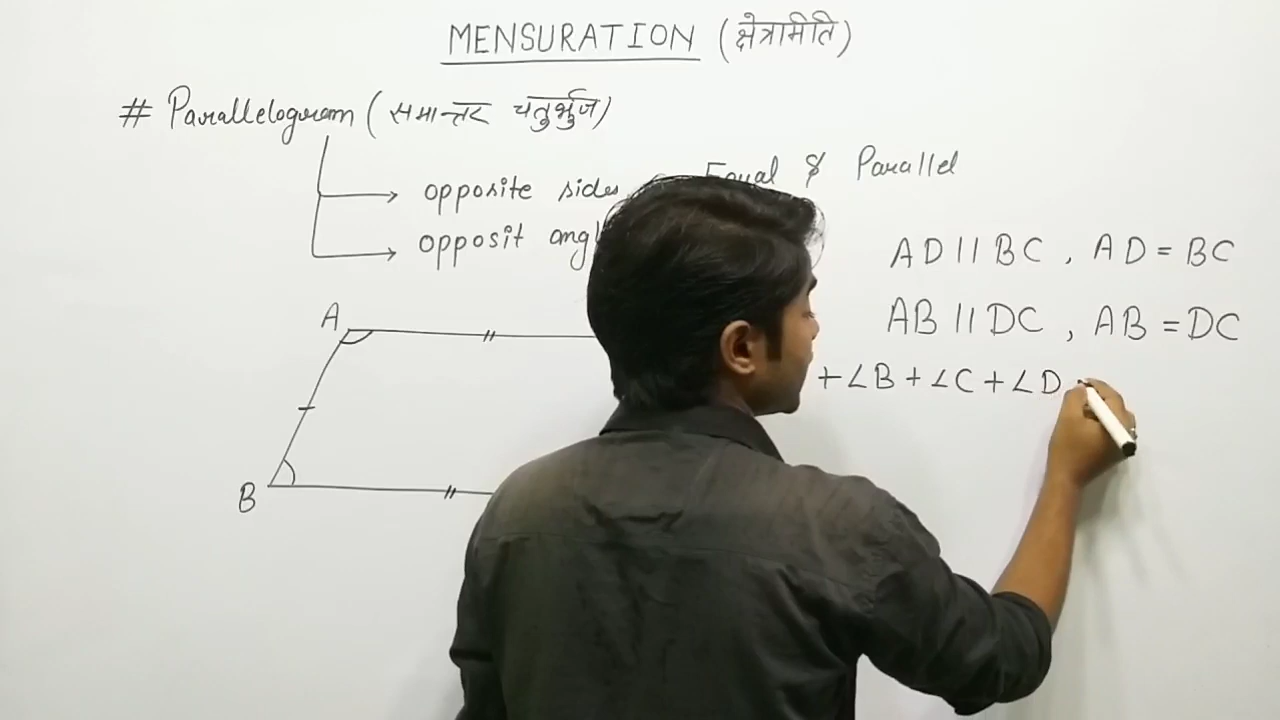 MENSURATION (क्षेत्रमिति)
# Parallelogram (समान्तर चतुर्भुज)
opposite sides Equal & Parallel
opposit
AD || BC , AD = BC
AB || DC , AB = DC
+ ∠B + ∠C + ∠D
A
B